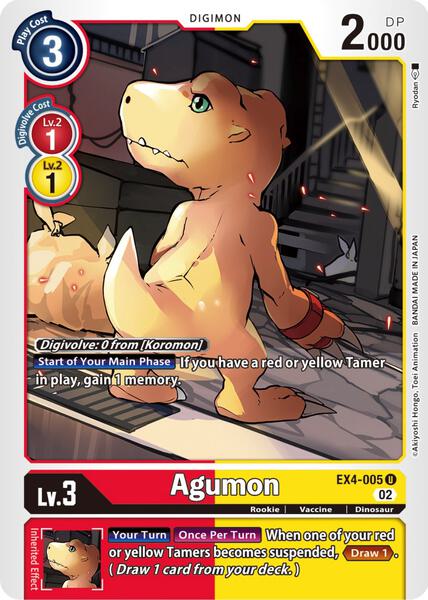 Play Cost
3
DIGIMON
DP
2000
Digivolve Cost
Lv.2
1
Lv.2
1
Ryodan
©Akiyoshi Hongo, Toei Animation BANDAI MADE IN JAPAN
Digivolve: 0 from [Koromon]
Start of Your Main Phase If you have a red or yellow Tamer
in play, gain 1 memory.
Lv.3
Agumon
EX4-005 U
02
Rookie | Vaccine | Dinosaur
Inherited Effect
Your Turn Once Per Turn When one of your red
or yellow Tamers becomes suspended, Draw 1.
(Draw 1 card from your deck.)